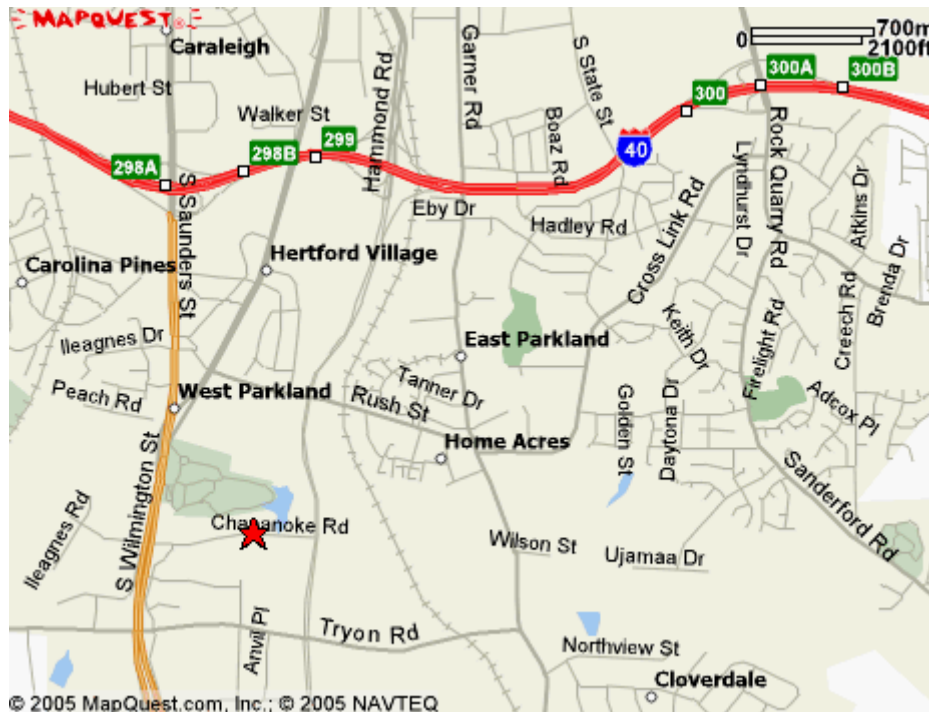 MAPQUEST
Caraleigh
Hubert St
Walker St
Hammond Rd
Garner Rd
S State St
Boaz Rd
0
700m
2100ft
300
300A
300B
298A
298B
299
40
Rock Quarry Rd
Lyndhurst Dr
Atkins Dr
S Saunders St
Eby Dr
Hadley Rd
Cross Link Rd
Carolina Pines
Hertford Village
Brenda Dr
Creech Rd
Ileagnes Dr
Keith Dr
Firelight Rd
East Parkland
Peach Rd
West Parkland
Tanner Dr
Rush St
Golden St
Daytona Dr
Adcox Pl
Home Acres
S Wilmington St
Sanderford Rd
Ileagnes Rd
Rd
Wilson St
Ujamaa Dr
Anvil Pl
Tryon Rd
Northview St
Cloverdale
© 2005 MapQuest.com, Inc.; © 2005 NAVTEQ